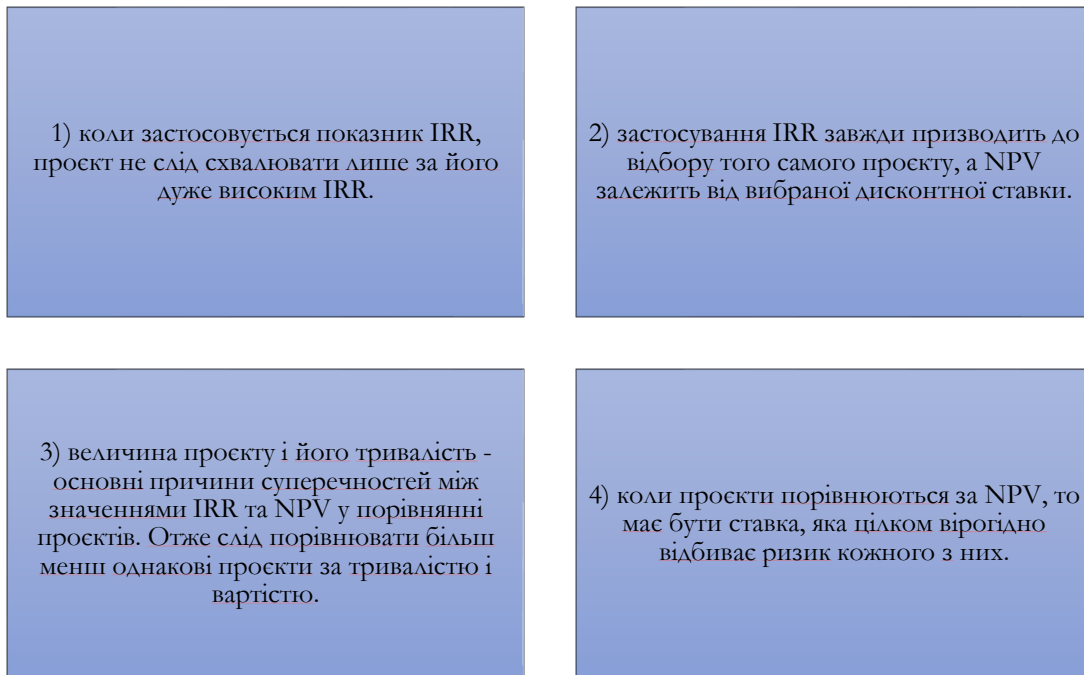 1) коли застосовується показник IRR,
проєкт не слід схвалювати лише за його
дуже високим IRR.
2) застосування IRR завжди призводить до
відбору того самого проєкту, а NPV
залежить від вибраної дисконтної ставки.
3) величина проєкту і його тривалість -
основні причини суперечностей між
значеннями IRR та NPV у порівнянні
проєктів. Отже слід порівнювати більш
менш однакові проєкти за тривалістю і
вартістю.
4) коли проєкти порівнюються за NPV, то
має бути ставка, яка цілком вірогідно
відбиває ризик кожного з них.